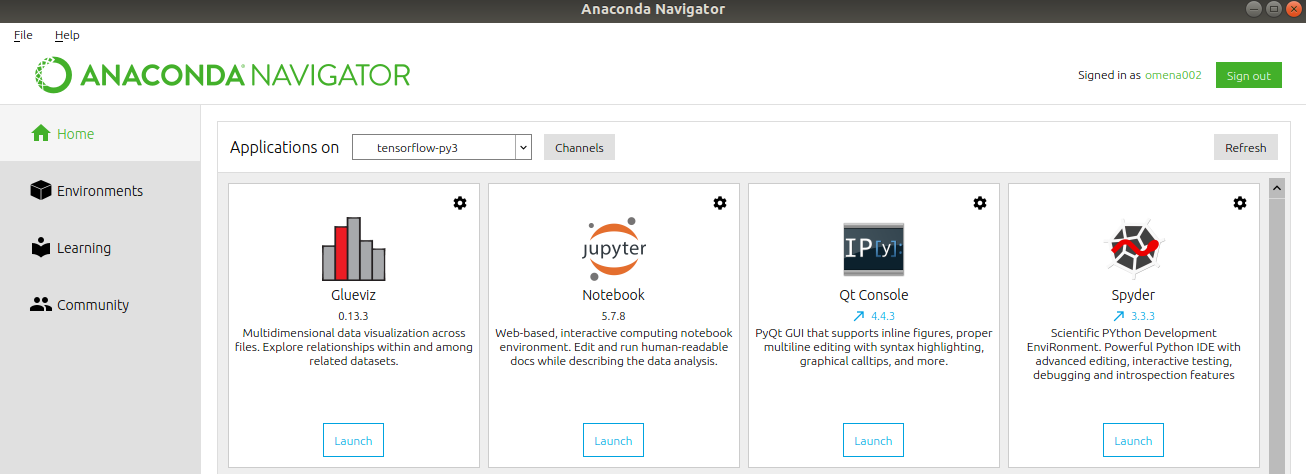 Anaconda Navigator
File Help
ANACONDA NAVIGATOR
Signed in as omena002 Sign out
Home
Environments
Learning
Community
Applications on tensorflow-py3 Channels Refresh
Glueviz
0.13.3
Multidimensional data visualization across
files. Explore relationships within and among
related datasets.
Launch
jupyter
Notebook
5.7.8
Web-based, interactive computing notebook
environment. Edit and run human-readable
docs while describing the data analysis.
Launch
IP[y]:
Qt Console
4.4.3
PyQt GUI that supports inline figures, proper
multiline editing with syntax highlighting,
graphical calltips, and more.
Launch
Spyder
3.3.3
Scientific PYthon Development
EnviRonment. Powerful Python IDE with
advanced editing, interactive testing,
debugging and introspection features
Launch